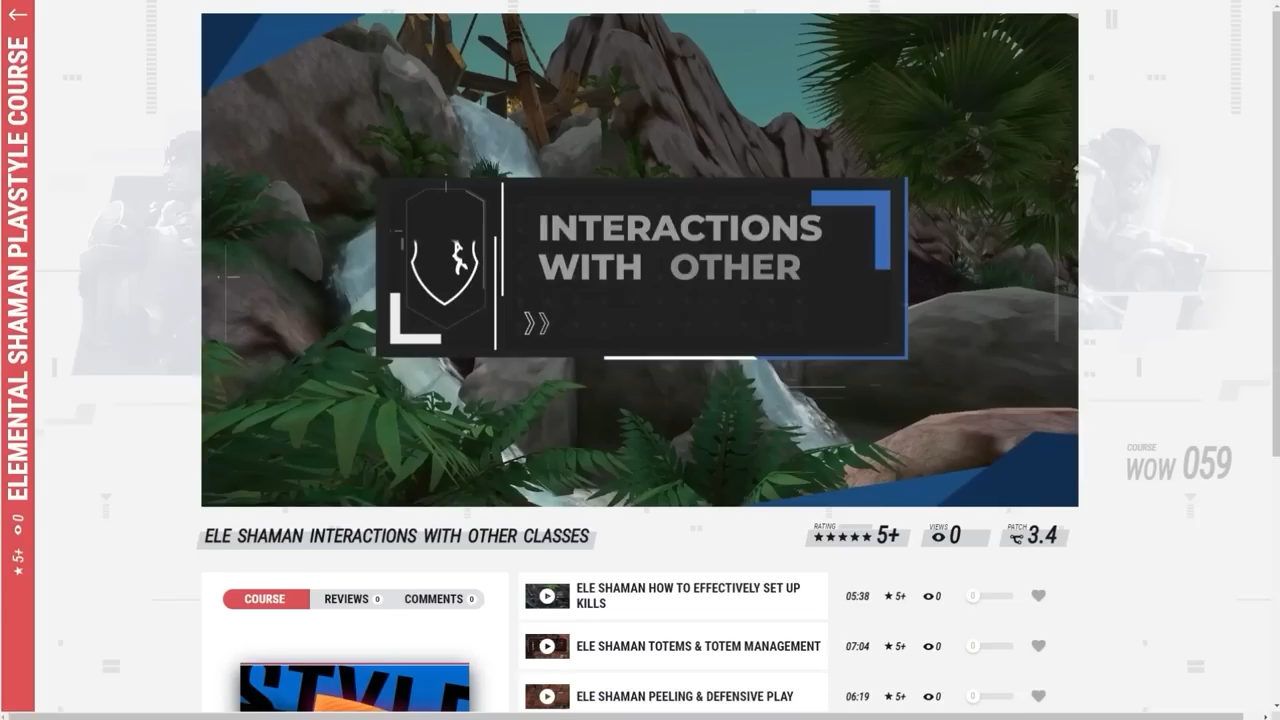 ELEMENTAL SHAMAN PLAYSTYLE COURSE
0
5+
INTERACTIONS
WITH OTHER
COURSE
WOW 059
ELE SHAMAN INTERACTIONS WITH OTHER CLASSES
RATING
5+
VIEWS
0
PATCH
3.4
COURSE
REVIEWS 0
COMMENTS 0
ELE SHAMAN HOW TO EFFECTIVELY SET UP
KILLS
05:38 5+ 0 0
ELE SHAMAN TOTEMS & TOTEM MANAGEMENT
07:04 5+ 0 0
ELE SHAMAN PEELING & DEFENSIVE PLAY
06:19 5+ 0 0
STYLE